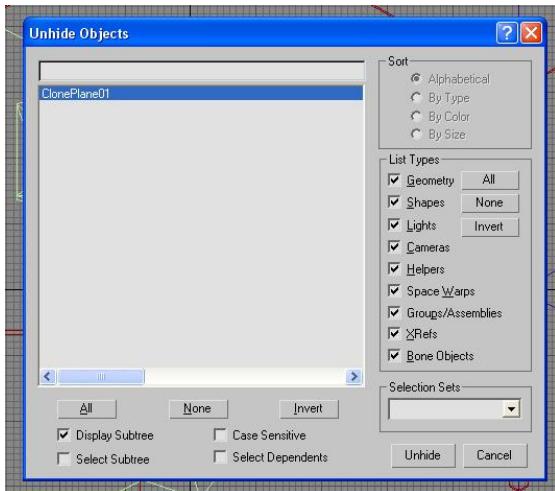 Unhide Objects
ClonePlane01
Sort
Alphabetical
By Type
By Color
By Size
List Types
Geometry All
Shapes None
Lights Invert
Cameras
Helpers
Space Warps
Groups/Assemblies
XRefs
Bone Objects
Selection Sets
All None Invert
Display Subtree Case Sensitive
Select Subtree Select Dependents
Unhide Cancel